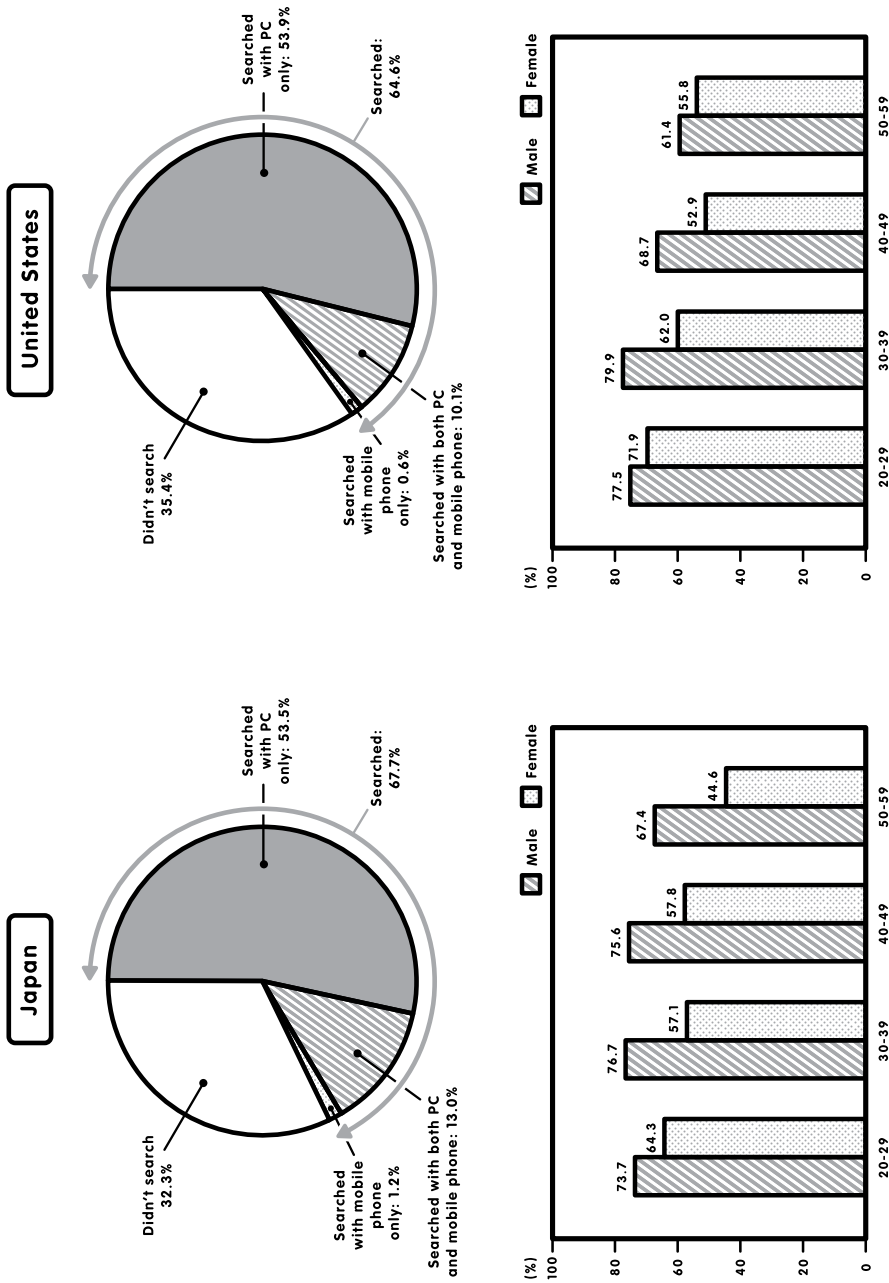 Japan
Searched
with PC
only: 53.5%
Searched:
67.7%
Didn't search
32.3%
Searched
with mobile
phone
only: 1.2%
Searched with both PC
and mobile phone: 13.0%
United States
Searched
with PC
only: 53.9%
Searched:
64.6%
Didn't search
35.4%
Searched
with mobile
phone
only: 0.6%
Searched with both PC
and mobile phone: 10.1%
(%) Male Female
100
80
60
40
20
0
73.7 64.3 76.7 57.1 75.6 57.8 67.4 44.6
20-29 30-39 40-49 50-59
(%) Male Female
100
80
60
40
20
0
77.5 71.9 79.9 62.0 68.7 52.9 61.4 55.8
20-29 30-39 40-49 50-59